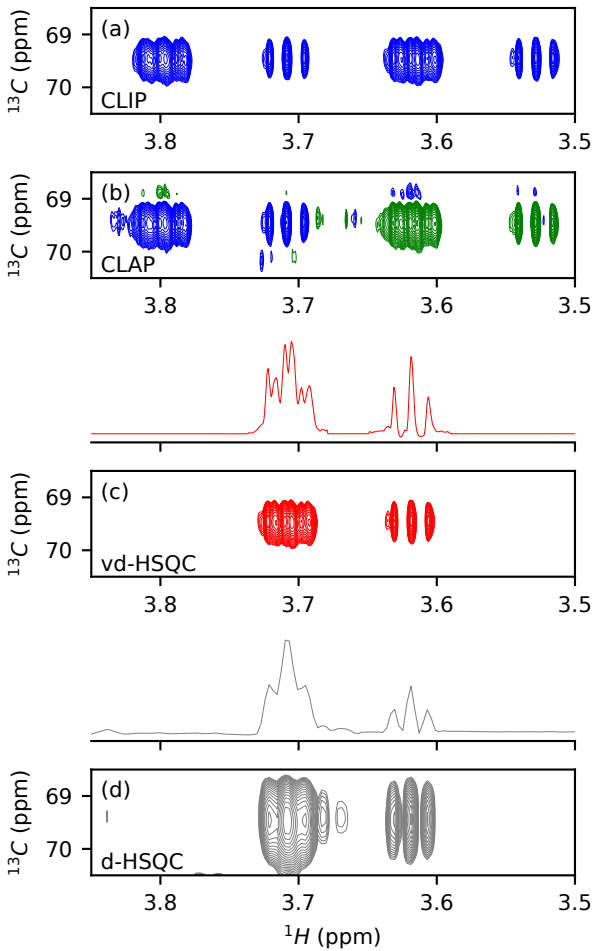 (a)
69
70
¹³C (ppm)
CLIP
3.8 3.7 3.6 3.5
(b)
69
70
¹³C (ppm)
CLAP
3.8 3.7 3.6 3.5
(c)
69
70
¹³C (ppm)
vd-HSQC
3.8 3.7 3.6 3.5
(d)
69
70
¹³C (ppm)
d-HSQC
3.8 3.7 3.6 3.5
¹H (ppm)